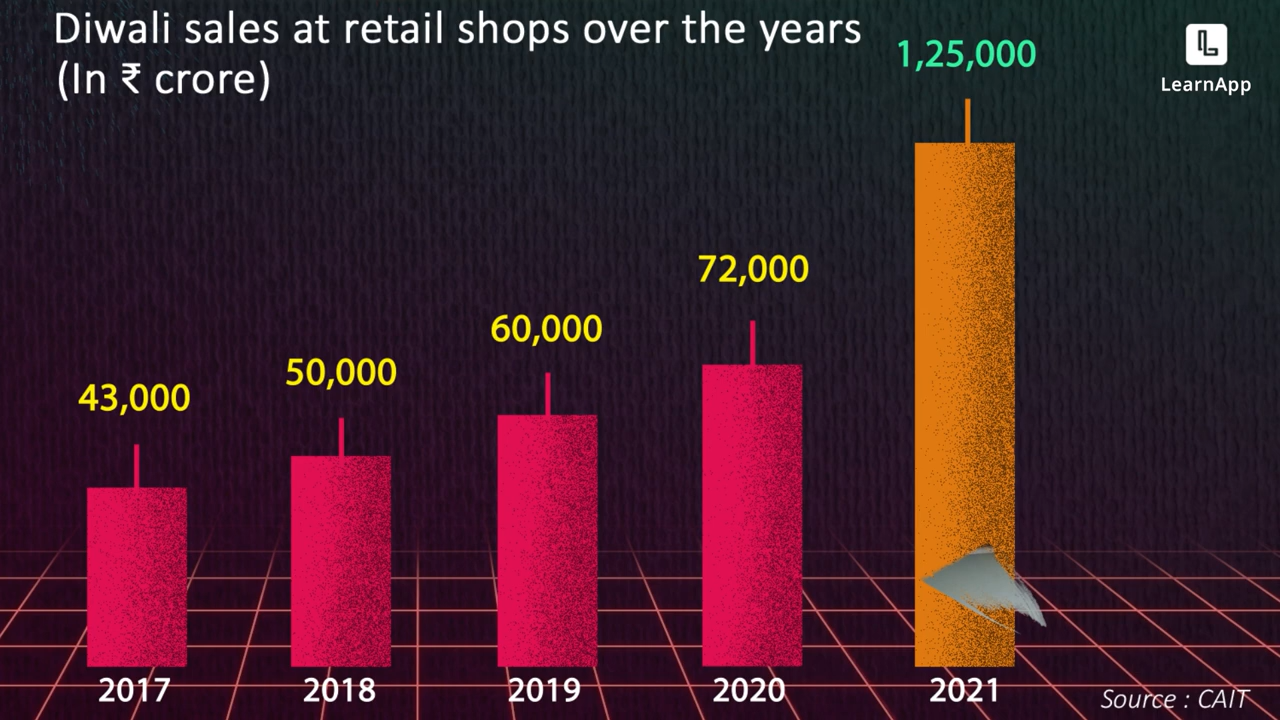 Diwali sales at retail shops over the years
(In ₹ crore)
LearnApp
1,25,000
72,000
60,000
50,000
43,000
2017
2018
2019
2020
2021
Source : CAIT